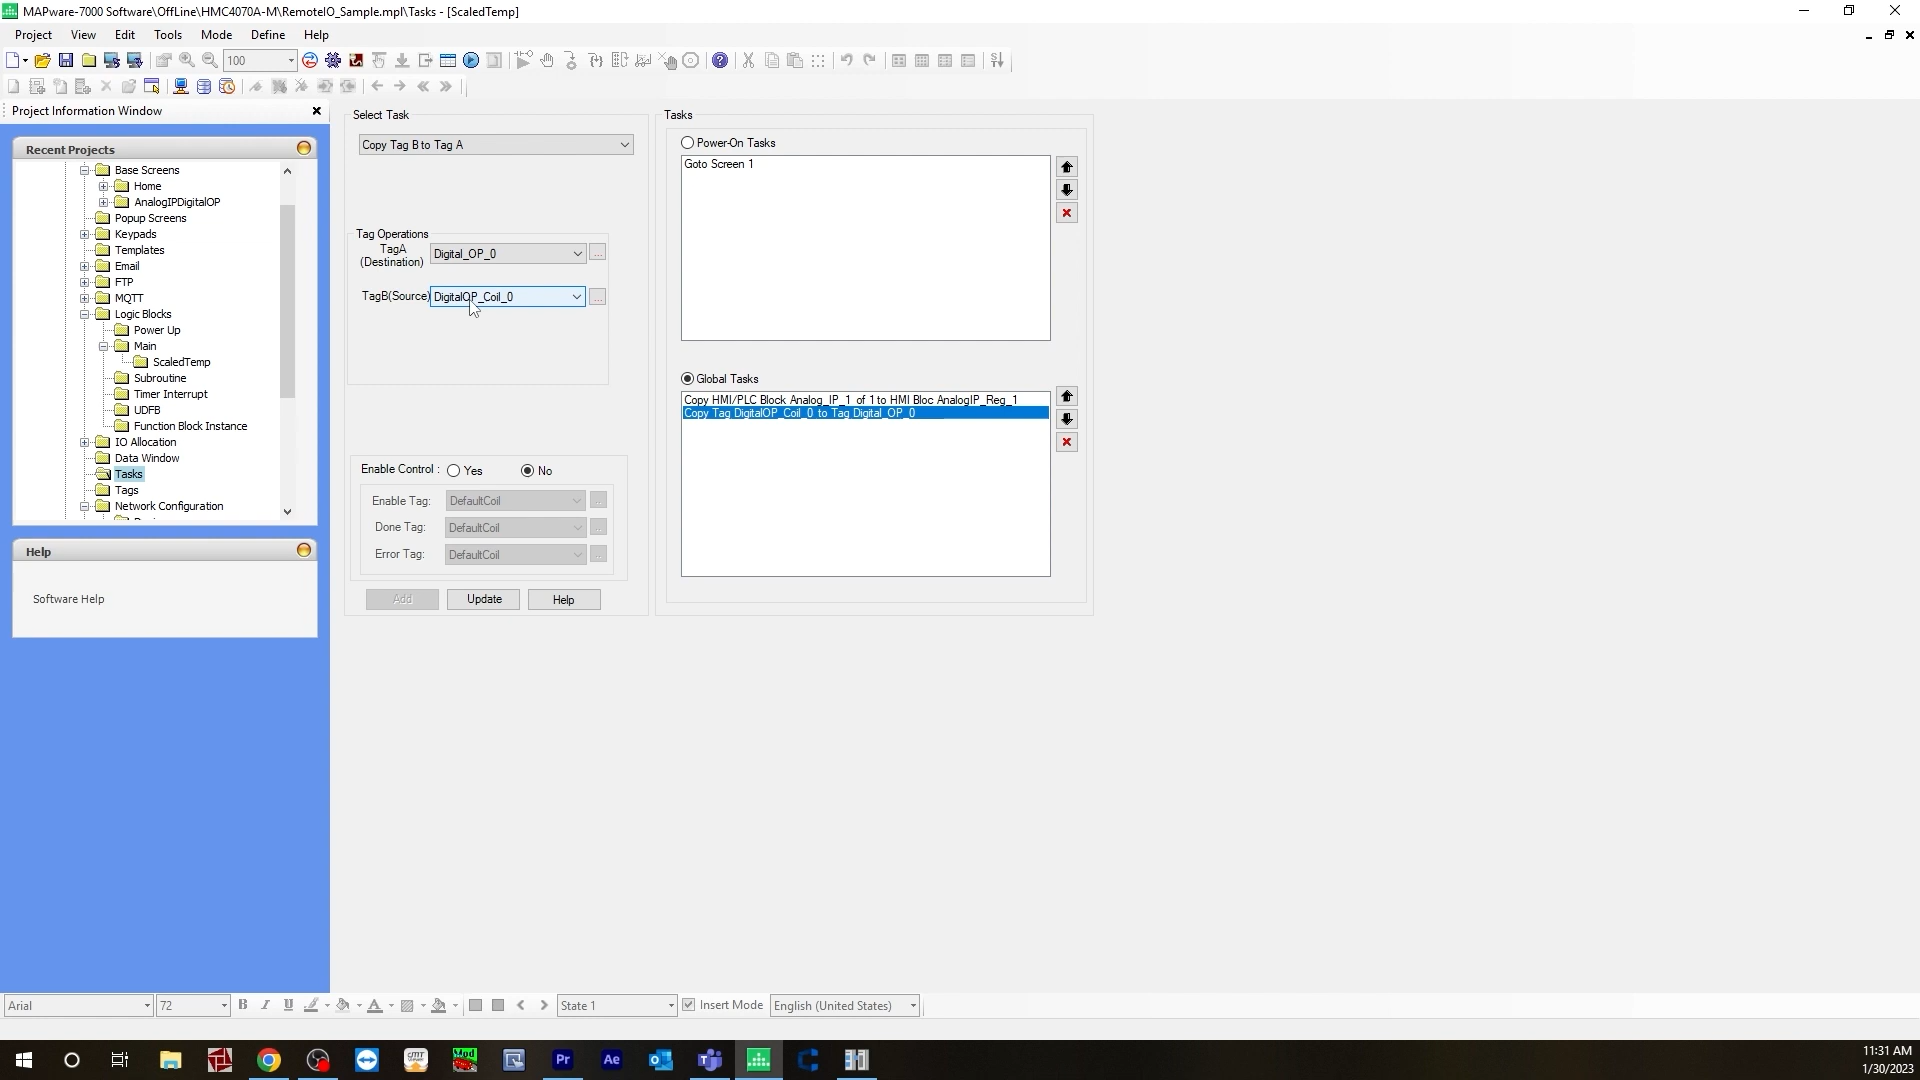 MAPware-7000 Software\OffLine\HMC4070A-M\RemoteIO_Sample.mpl\Tasks - [ScaledTemp]
Project View Edit Tools Mode Define Help
100
Project Information Window
Recent Projects
Base Screens
Home
AnalogIPDigitalOP
Popup Screens
Keypads
Templates
Email
FTP
MQTT
Logic Blocks
Power Up
Main
ScaledTemp
Subroutine
Timer Interrupt
UDFB
Function Block Instance
IO Allocation
Data Window
Tasks
Tags
Network Configuration
Help
Software Help
Select Task
Copy Tag B to Tag A
Tag Operations
TagA
(Destination)
Digital_OP_0
...
TagB(Source)
DigitalOP_Coil_0
...
Enable Control :
Yes
No
Enable Tag:
DefaultCoil
...
Done Tag:
DefaultCoil
...
Error Tag:
DefaultCoil
...
Add
Update
Help
Tasks
Power-On Tasks
Goto Screen 1
Global Tasks
Copy HMI/PLC Block Analog_IP_1 of 1 to HMI Bloc AnalogIP_Reg_1
Copy Tag DigitalOP_Coil_0 to Tag Digital_OP_0
Arial
72
B I U
A
State 1
Insert Mode
English (United States)
Pr
Ae
11:31 AM
1/30/2023